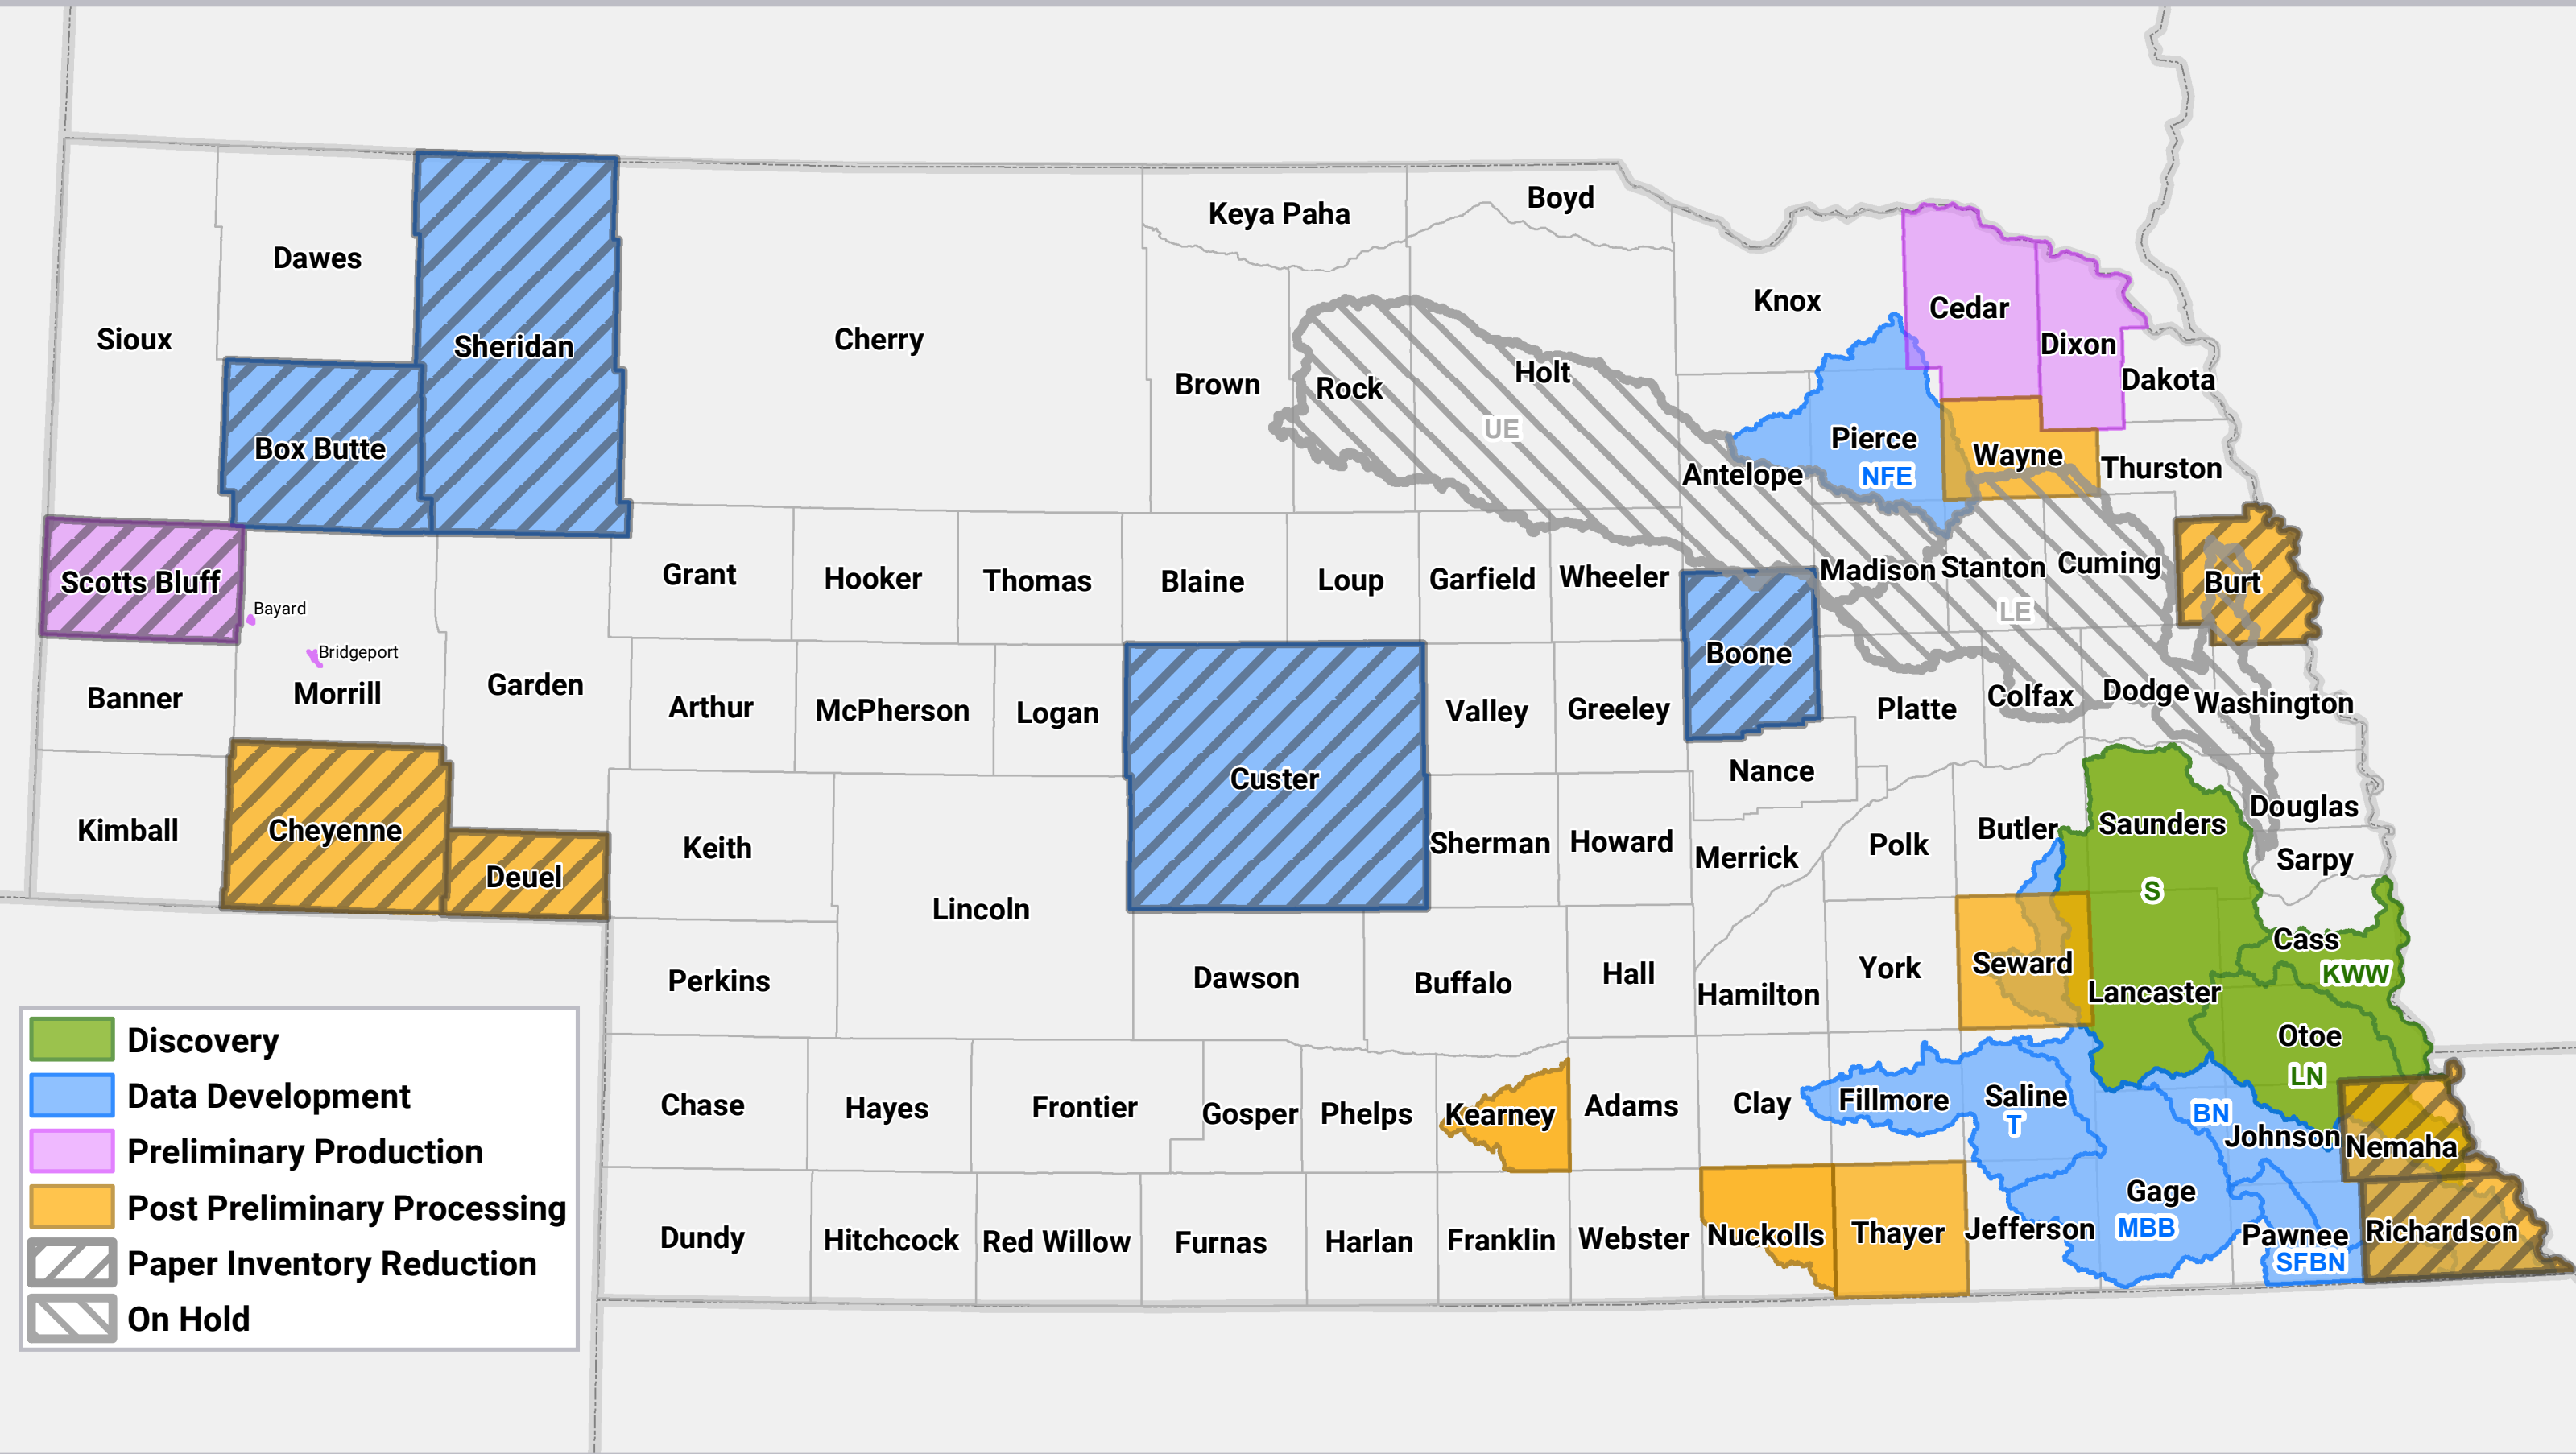 Boyd
Keya Paha
Dawes
Knox
Cedar
Sioux
Sheridan
Cherry
Dixon
Holt
Dakota
Brown
Rock
UE
Box Butte
Pierce
NFE
Wayne
Thurston
Antelope
Scotts Bluff
Bayard
Grant
Hooker
Thomas
Blaine
Loup
Garfield
Wheeler
Madison
Stanton
Cuming
Burt
LE
Bridgeport
Morrill
Banner
Garden
Arthur
McPherson
Logan
Valley
Greeley
Boone
Platte
Colfax
Dodge
Washington
Custer
Nance
Kimball
Cheyenne
Deuel
Keith
Sherman
Howard
Merrick
Polk
Butler
Saunders
Douglas
Sarpy
S
Lincoln
Perkins
Dawson
Buffalo
Hall
Hamilton
York
Seward
Lancaster
Cass
KWW
Otoe
LN
Chase
Hayes
Frontier
Gosper
Phelps
Kearney
Adams
Clay
Fillmore
Saline
T
BN
Johnson
Nemaha
Gage
MBB
Dundy
Hitchcock
Red Willow
Furnas
Harlan
Franklin
Webster
Nuckolls
Thayer
Jefferson
Pawnee
SFBN
Richardson
Discovery
Data Development
Preliminary Production
Post Preliminary Processing
Paper Inventory Reduction
On Hold